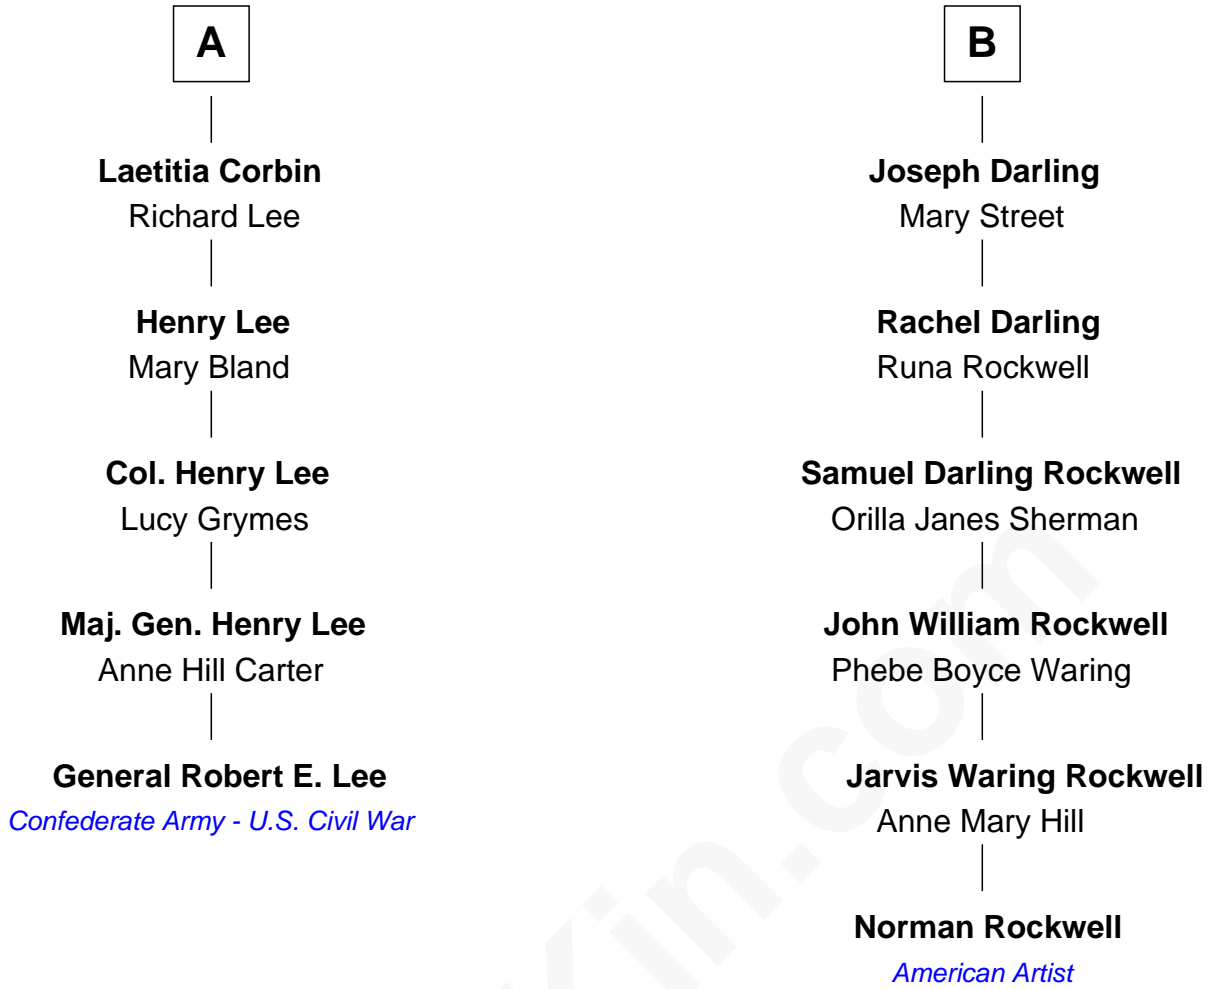 A
Laetitia Corbin
Richard Lee
Henry Lee
Mary Bland
Col. Henry Lee
Lucy Grymes
Maj. Gen. Henry Lee
Anne Hill Carter
General Robert E. Lee
Confederate Army - U.S. Civil War
B
Joseph Darling
Mary Street
Rachel Darling
Runa Rockwell
Samuel Darling Rockwell
Orilla Janes Sherman
John William Rockwell
Phebe Boyce Waring
Jarvis Waring Rockwell
Anne Mary Hill
Norman Rockwell
American Artist
Kin.com